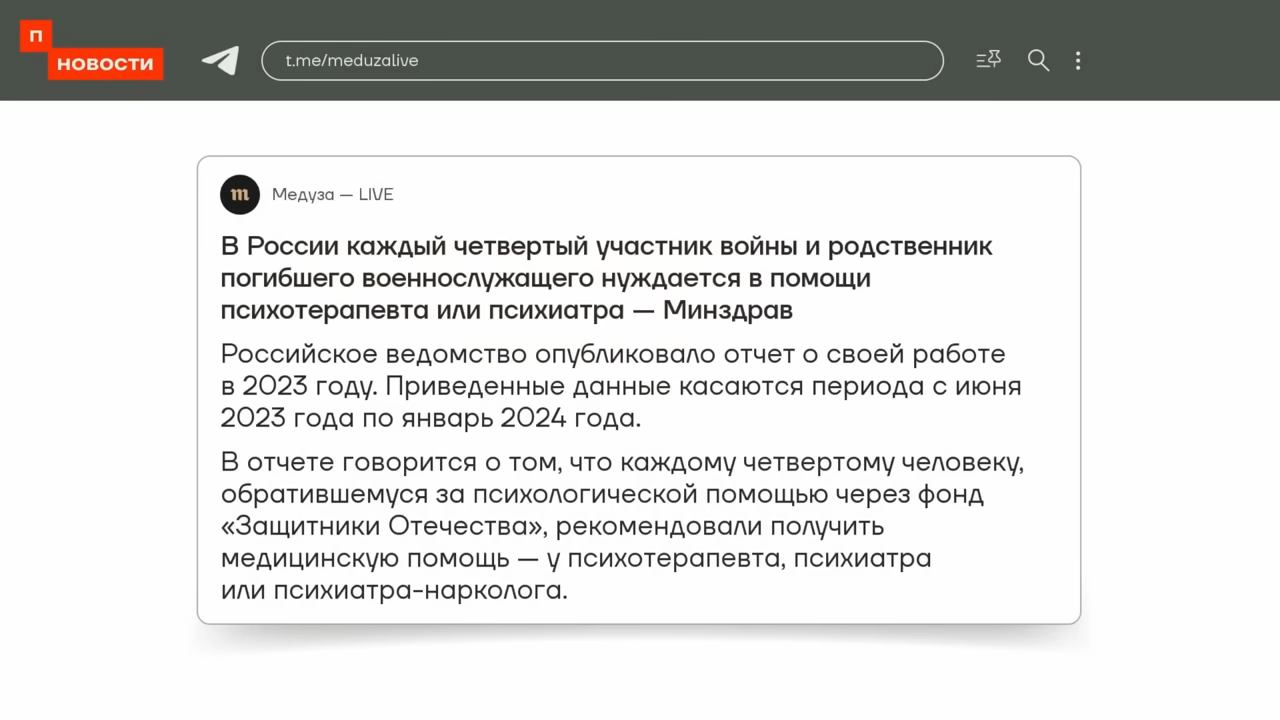 П
НОВОСТИ
t.me/meduzalive
m
Медуза — LIVE
В России каждый четвертый участник войны и родственник
погибшего военнослужащего нуждается в помощи
психотерапевта или психиатра — Минздрав
Российское ведомство опубликовало отчет о своей работе
в 2023 году. Приведенные данные касаются периода с июня
2023 года по январь 2024 года.
В отчете говорится о том, что каждому четвертому человеку,
обратившемуся за психологической помощью через фонд
«Защитники Отечества», рекомендовали получить
медицинскую помощь — у психотерапевта, психиатра
или психиатра-нарколога.